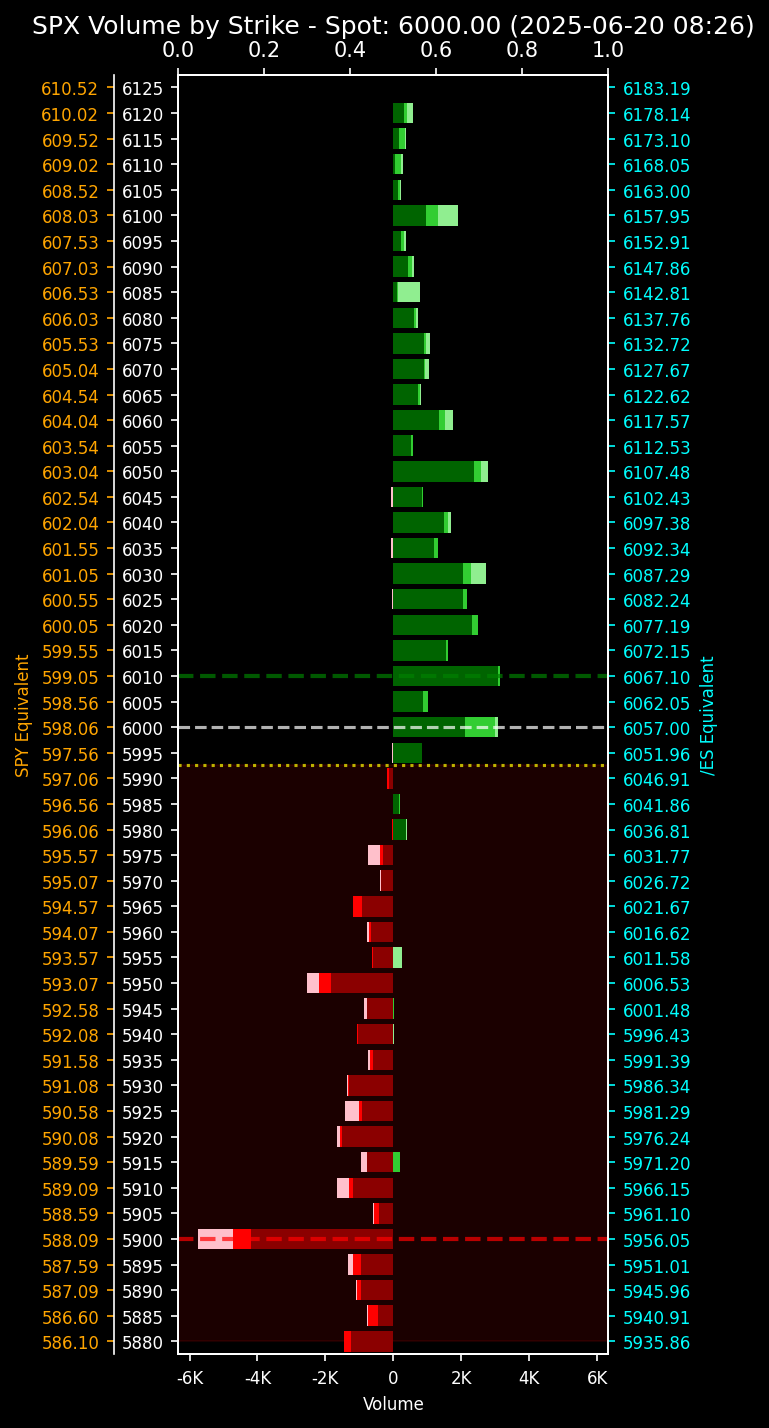 SPX Volume by Strike - Spot: 6000.00 (2025-06-20 08:26)
0.0 0.2 0.4 0.6 0.8 1.0
610.52 6125 6183.19
610.02 6120 6178.14
609.52 6115 6173.10
609.02 6110 6168.05
608.52 6105 6163.00
608.03 6100 6157.95
607.53 6095 6152.91
607.03 6090 6147.86
606.53 6085 6142.81
606.03 6080 6137.76
605.53 6075 6132.72
605.04 6070 6127.67
604.54 6065 6122.62
604.04 6060 6117.57
603.54 6055 6112.53
603.04 6050 6107.48
602.54 6045 6102.43
602.04 6040 6097.38
601.55 6035 6092.34
601.05 6030 6087.29
600.55 6025 6082.24
600.05 6020 6077.19
599.55 6015 6072.15
599.05 6010 6067.10
598.56 6005 6062.05
598.06 6000 6057.00
597.56 5995 6051.96
597.06 5990 6046.91
596.56 5985 6041.86
596.06 5980 6036.81
595.57 5975 6031.77
595.07 5970 6026.72
594.57 5965 6021.67
594.07 5960 6016.62
593.57 5955 6011.58
593.07 5950 6006.53
592.58 5945 6001.48
592.08 5940 5996.43
591.58 5935 5991.39
591.08 5930 5986.34
590.58 5925 5981.29
590.08 5920 5976.24
589.59 5915 5971.20
589.09 5910 5966.15
588.59 5905 5961.10
588.09 5900 5956.05
587.59 5895 5951.01
587.09 5890 5945.96
586.60 5885 5940.91
586.10 5880 5935.86
SPY Equivalent
/ES Equivalent
-6K -4K -2K 0 2K 4K 6K
Volume